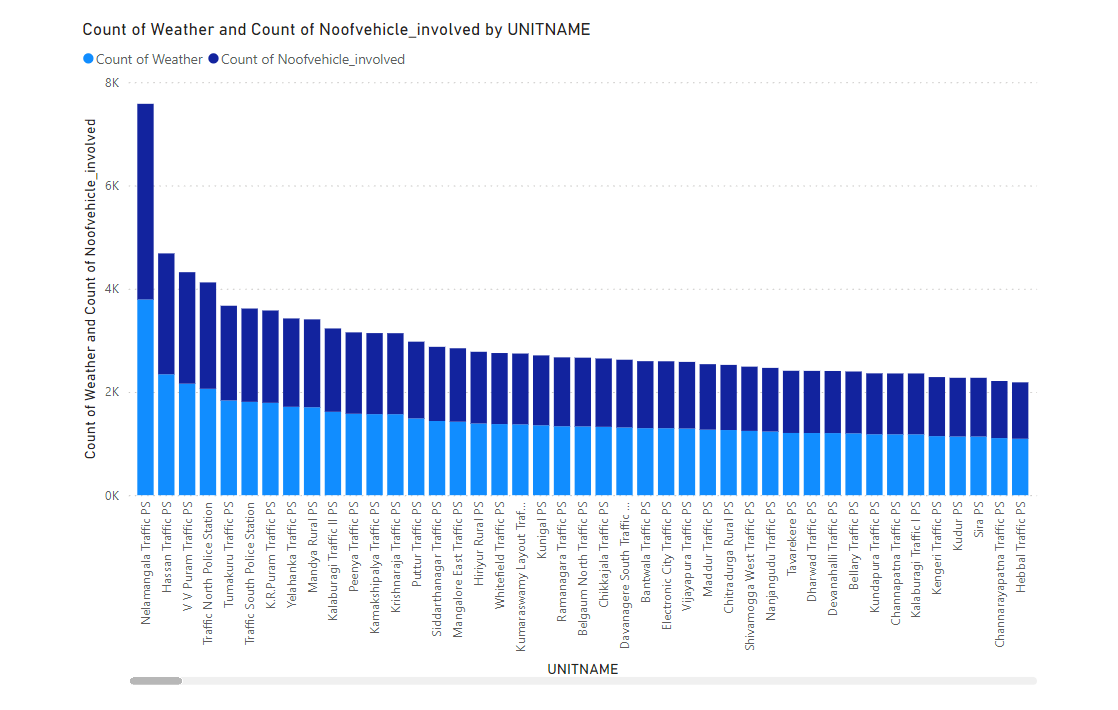 Count of Weather and Count of Noofvehicle_involved by UNITNAME
Count of Weather Count of Noofvehicle_involved
Count of Weather and Count of Noofvehicle_involved
8K
6K
4K
2K
0K
Nelamangala Traffic PS
Hassan Traffic PS
V V Puram Traffic PS
Traffic North Police Station
Tumakuru Traffic PS
Traffic South Police Station
K.R.Puram Traffic PS
Yelahanka Traffic PS
Mandya Rural PS
Kalaburagi Traffic II PS
Peenya Traffic PS
Kamakshipalya Traffic PS
Krishnaraja Traffic PS
Puttur Traffic PS
Siddarthanagar Traffic PS
Mangalore East Traffic PS
Hiriyur Rural PS
Whitefield Traffic PS
Kumaraswamy Layout Traf...
Kunigal PS
Ramanagara Traffic PS
Belgaum North Traffic PS
Chikkajala Traffic PS
Davanagere South Traffic ...
Bantwala Traffic PS
Electronic City Traffic PS
Vijayapura Traffic PS
Maddur Traffic PS
Chitradurga Rural PS
Shivamogga West Traffic PS
Nanjangudu Traffic PS
Tavarekere PS
Dharwad Traffic PS
Devanahalli Traffic PS
Bellary Traffic PS
Kundapura Traffic PS
Channapatna Traffic PS
Kalaburagi Traffic I PS
Kengeri Traffic PS
Kudur PS
Sira PS
Channarayapatna Traffic PS
Hebbal Traffic PS
UNITNAME